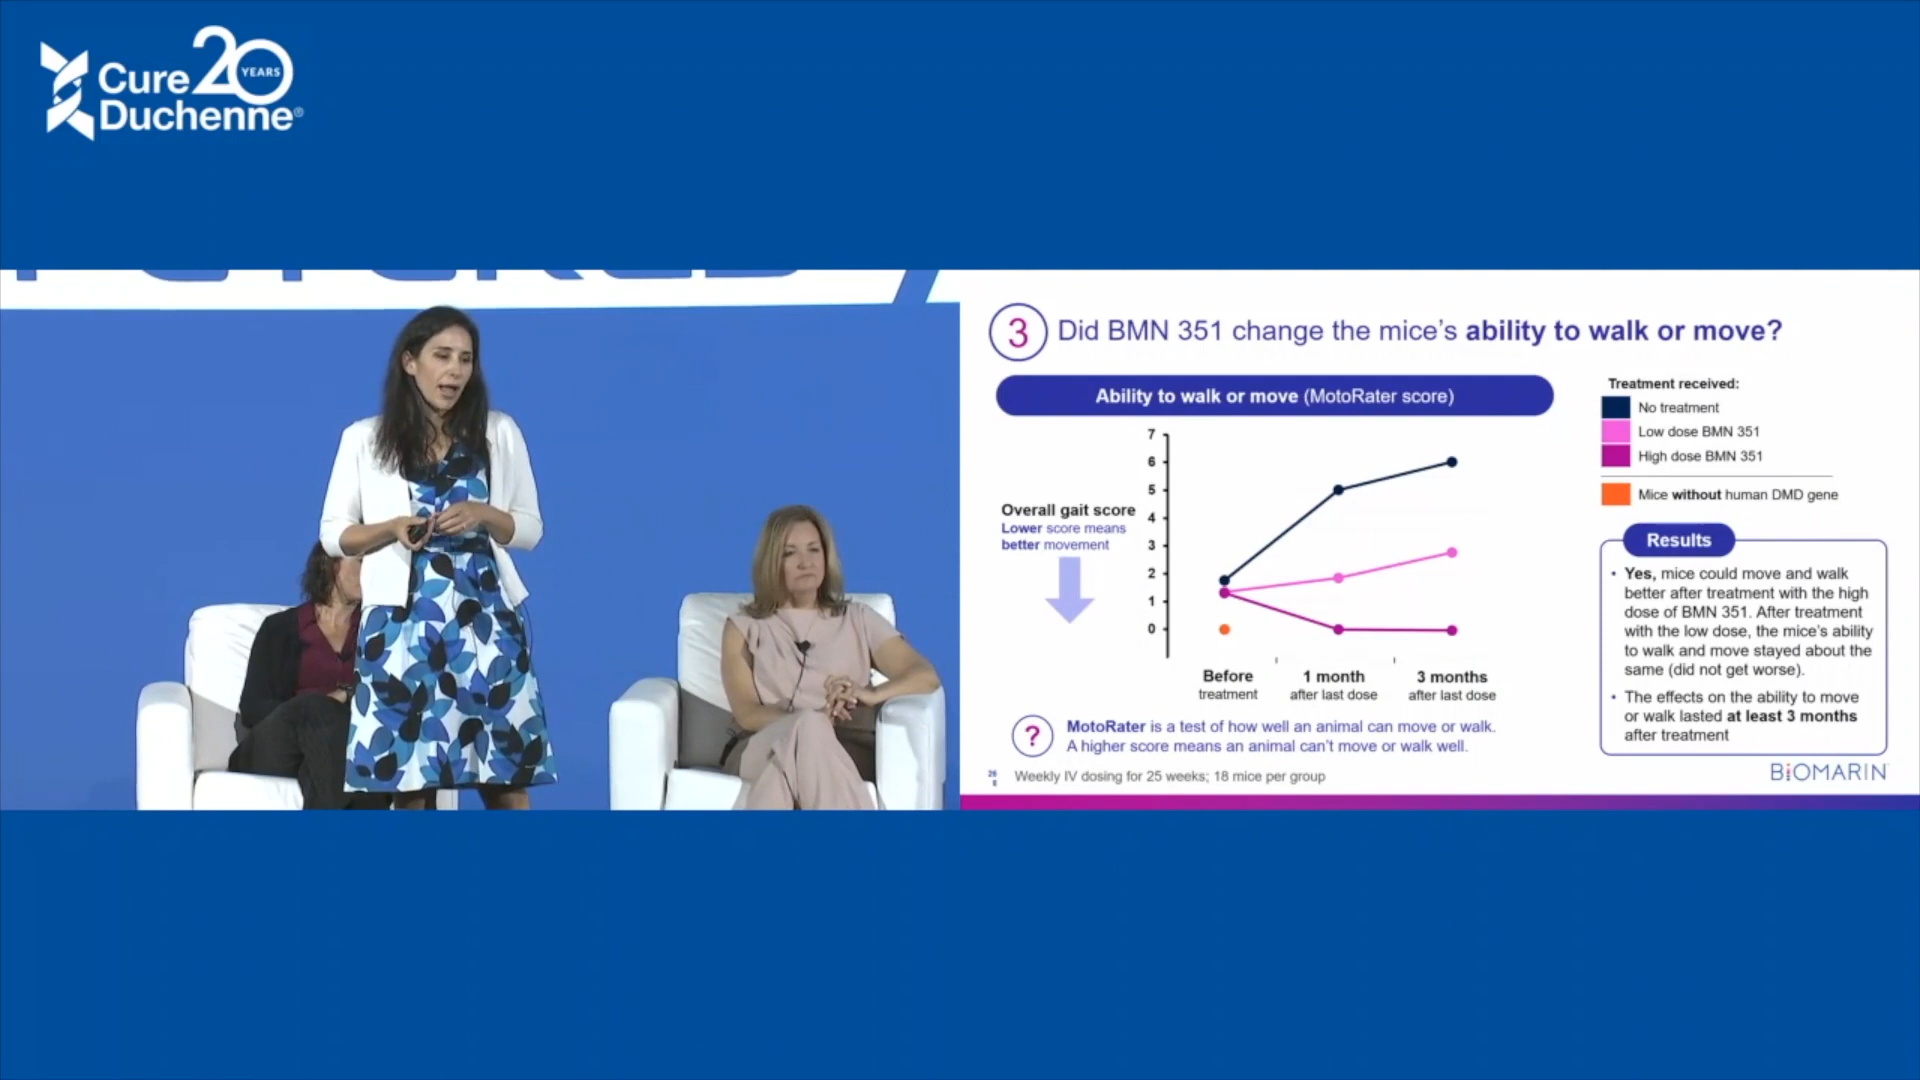 Cure 20 YEARS
Duchenne®
3
Did BMN 351 change the mice's ability to walk or move?
Ability to walk or move (MotoRater score)
Treatment received:
No treatment
Low dose BMN 351
High dose BMN 351
Mice without human DMD gene
7
6
5
4
3
2
1
0
Overall gait score
Lower score means
better movement
Before
treatment
1 month
after last dose
3 months
after last dose
?
MotoRater is a test of how well an animal can move or walk.
A higher score means an animal can't move or walk well.
Weekly IV dosing for 25 weeks; 18 mice per group
Results
• Yes, mice could move and walk
better after treatment with the high
dose of BMN 351. After treatment
with the low dose, the mice's ability
to walk and move stayed about the
same (did not get worse).
• The effects on the ability to move
or walk lasted at least 3 months
after treatment
BIOMARIN